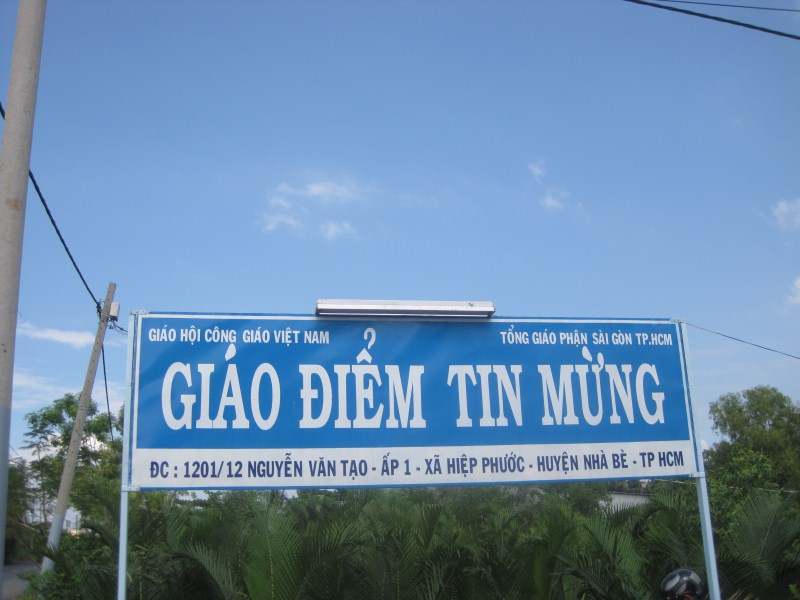 GIÁO HỘI CÔNG GIÁO VIỆT NAM
TỔNG GIÁO PHẬN SÀI GÒN TP.HCM
GIÁO ĐIỂM TIN MỪNG
ĐC : 1201/12 NGUYỄN VĂN TẠO - ẤP 1 - XÃ HIỆP PHƯỚC - HUYỆN NHÀ BÈ - TP HCM